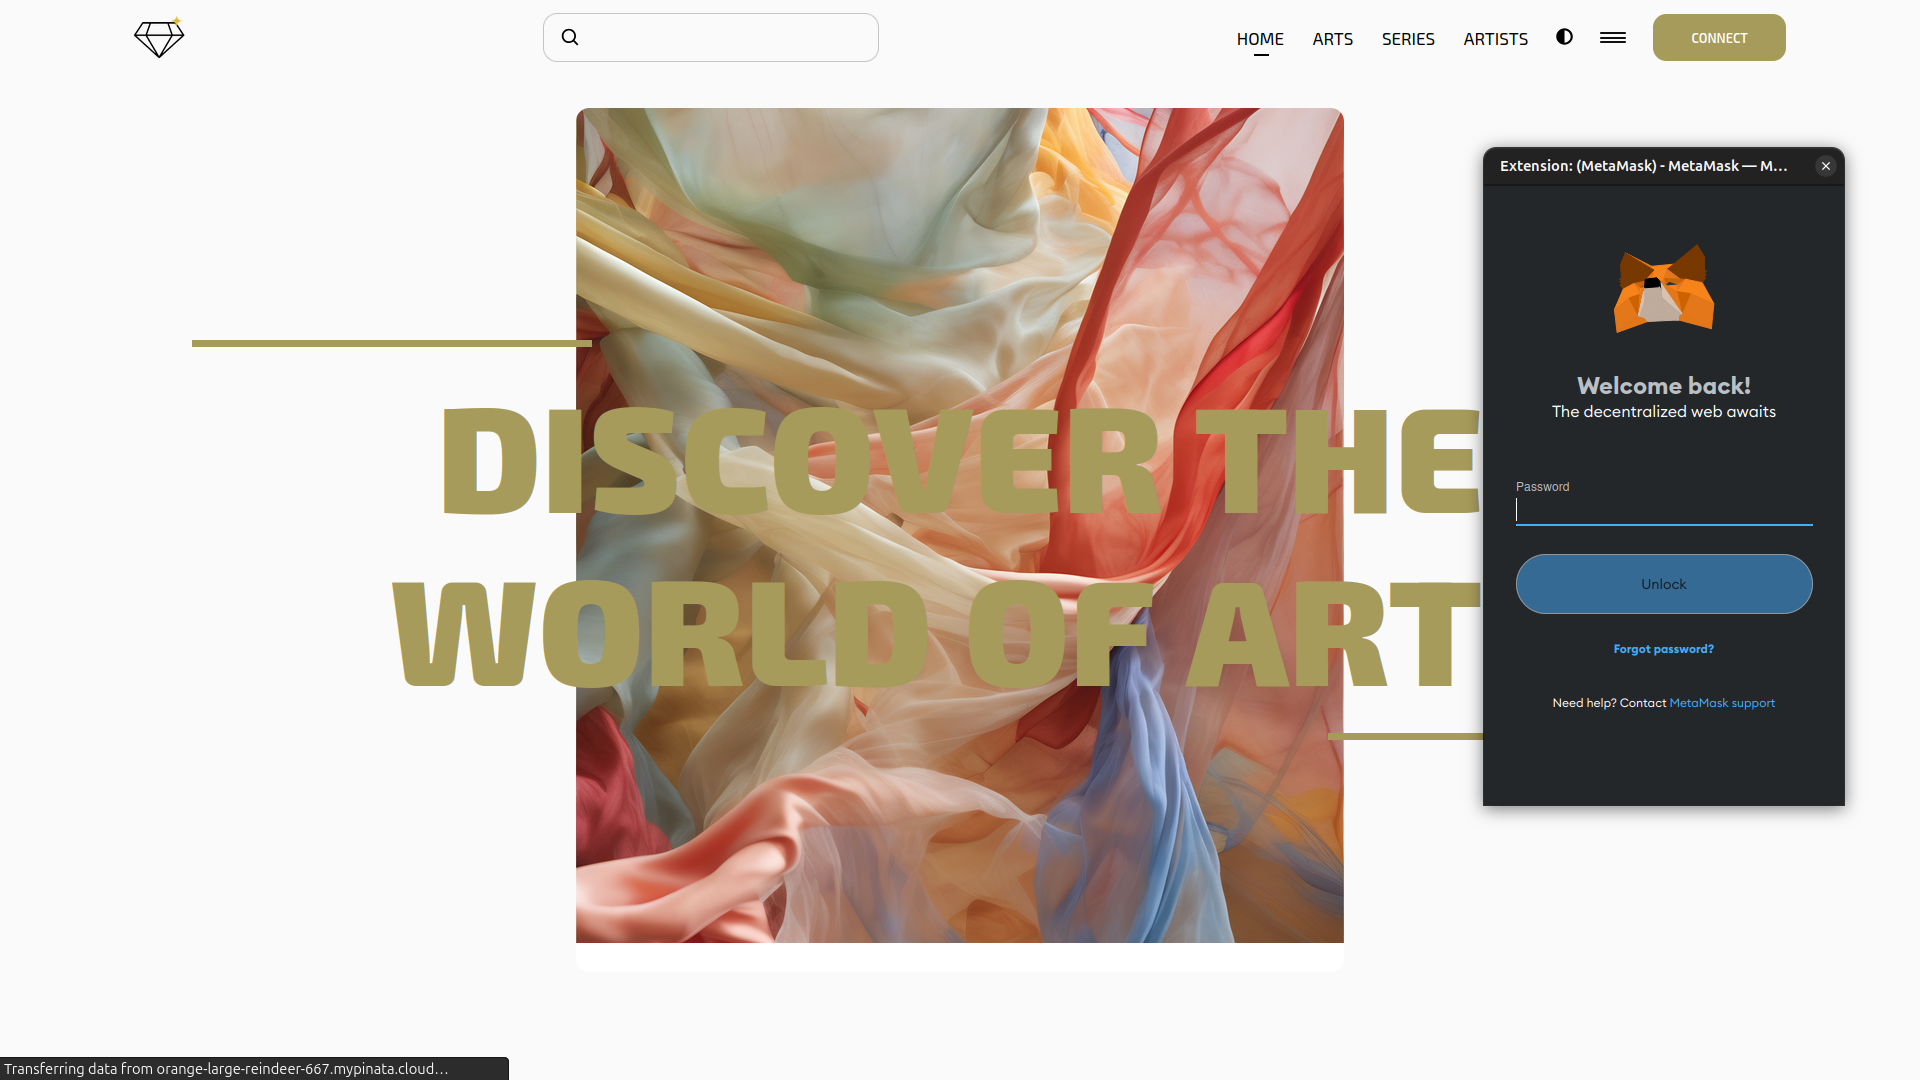 HOME
ARTS
SERIES
ARTISTS
CONNECT
DISCOVER THE
WORLD OF ART
Extension: (MetaMask) - MetaMask — M…
Welcome back!
The decentralized web awaits
Password
Unlock
Forgot password?
Need help? Contact MetaMask support
Transferring data from orange-large-reindeer-667.mypinata.cloud…